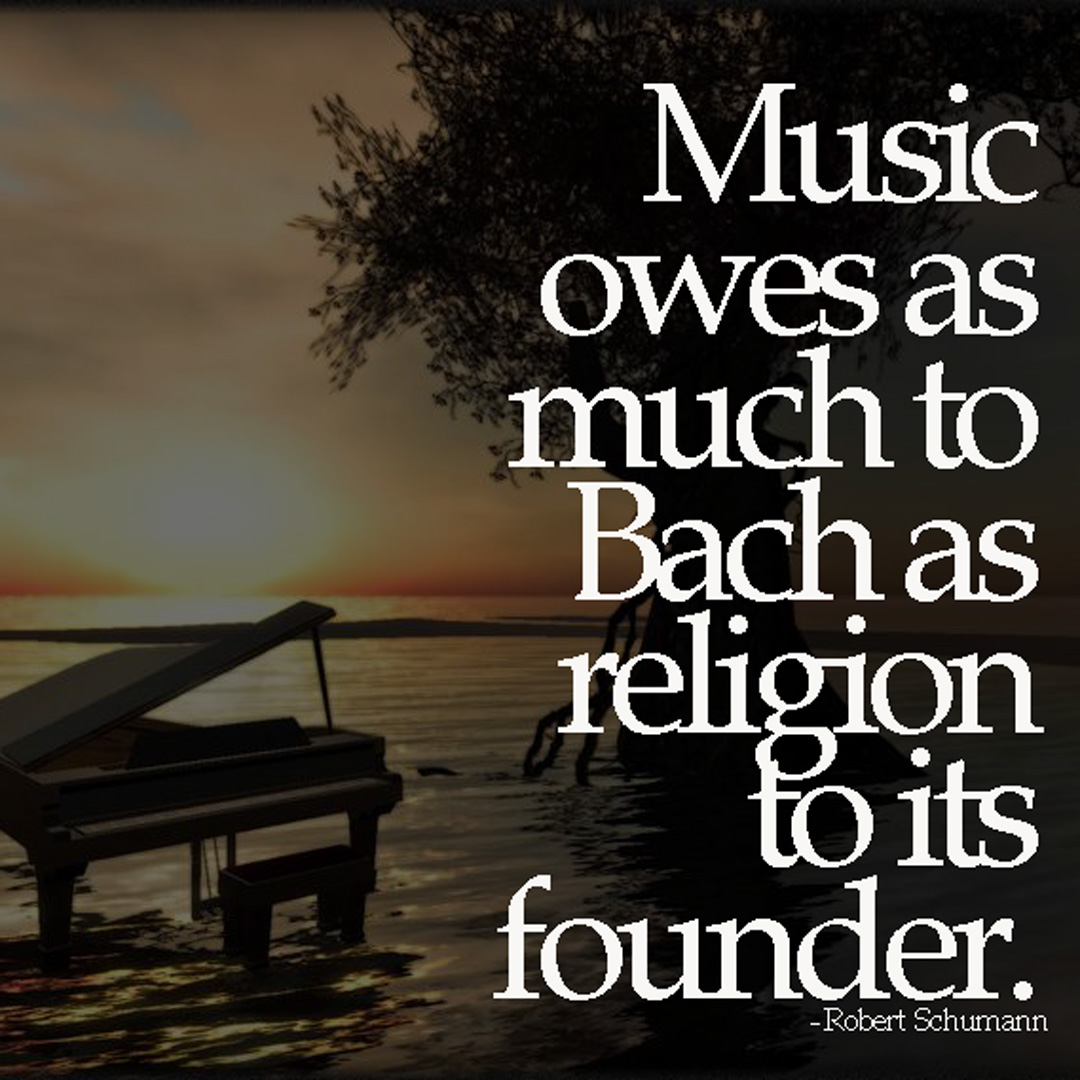 Music
owes as
much to
Bach as
religion
to its
founder.
-Robert Schumann